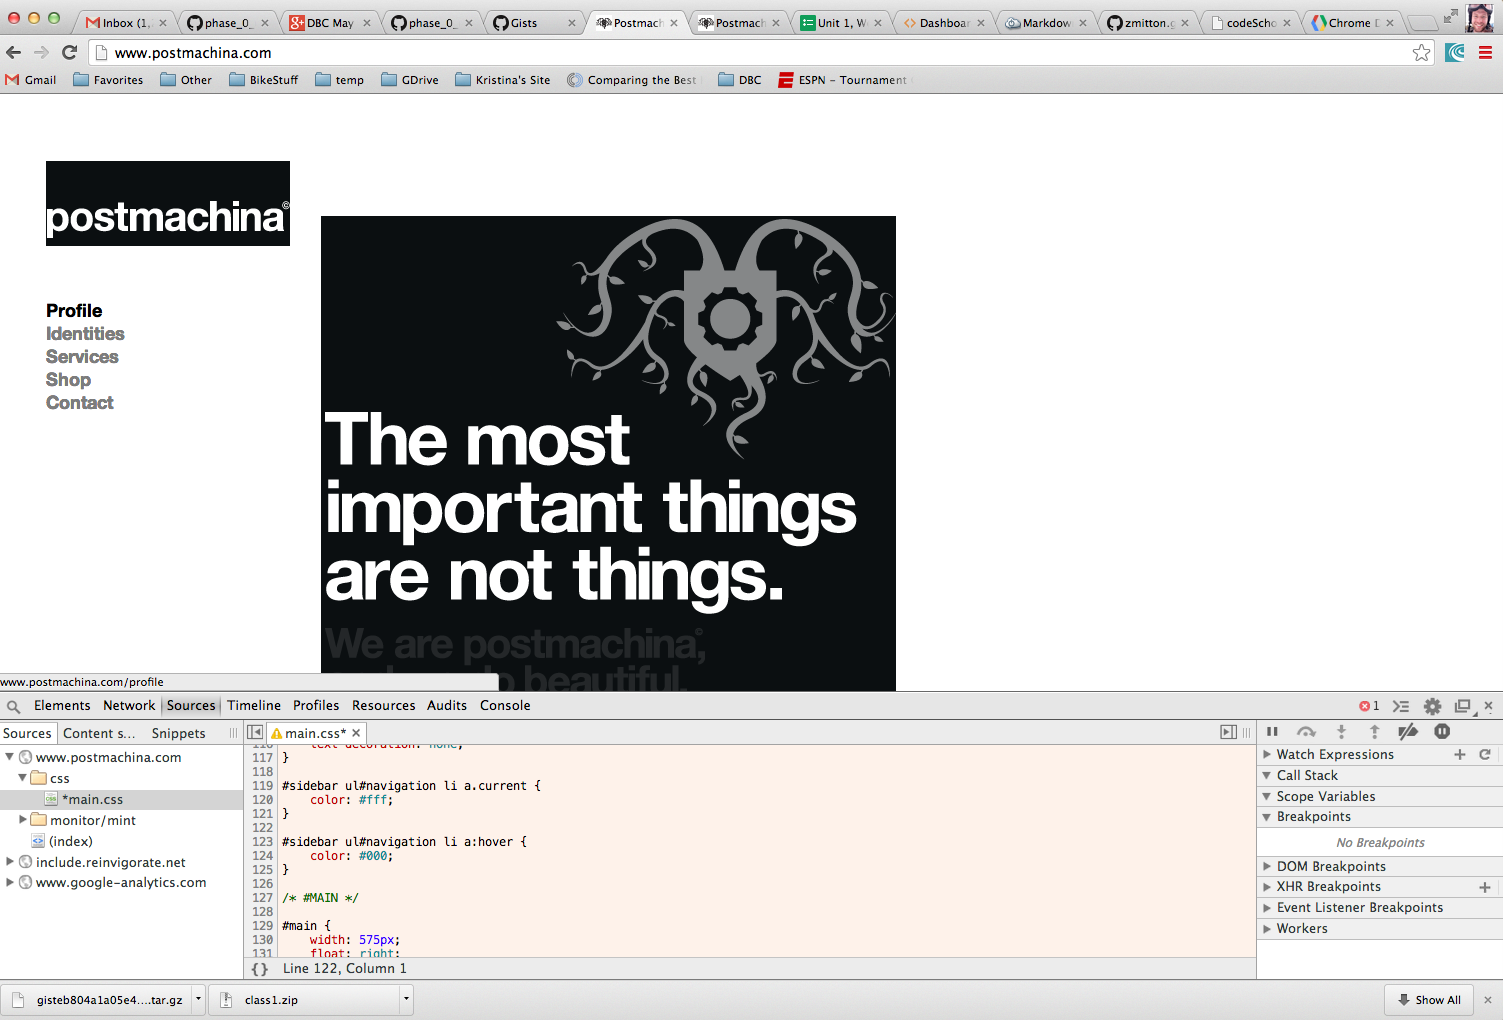 Inbox (1,
phase_0_
DBC May
phase_0_
Gists
Postmach
Postmach
Unit 1, W
Dashboar
Markdow
zmitton.g
codeScho
Chrome D
www.postmachina.com
Gmail
Favorites
Other
BikeStuff
temp
GDrive
Kristina's Site
Comparing the Best
DBC
ESPN - Tournament
postmachina©
Profile
Identities
Services
Shop
Contact
The most
important things
are not things.
We are postmachina,©
beautiful.
www.postmachina.com/profile
Elements Network Sources Timeline Profiles Resources Audits Console
1
Sources Content s... Snippets
main.css*
www.postmachina.com
css
*main.css
monitor/mint
(index)
include.reinvigorate.net
www.google-analytics.com
116 text-decoration: none;
117 }
118
119 #sidebar ul#navigation li a.current {
120 color: #fff;
121 }
122
123 #sidebar ul#navigation li a:hover {
124 color: #000;
125 }
126
127 /* #MAIN */
128
129 #main {
130 width: 575px;
131 float: right;
{} Line 122, Column 1
Watch Expressions
Call Stack
Scope Variables
Breakpoints
No Breakpoints
DOM Breakpoints
XHR Breakpoints
Event Listener Breakpoints
Workers
gisteb804a1a05e4....tar.gz
class1.zip
Show All